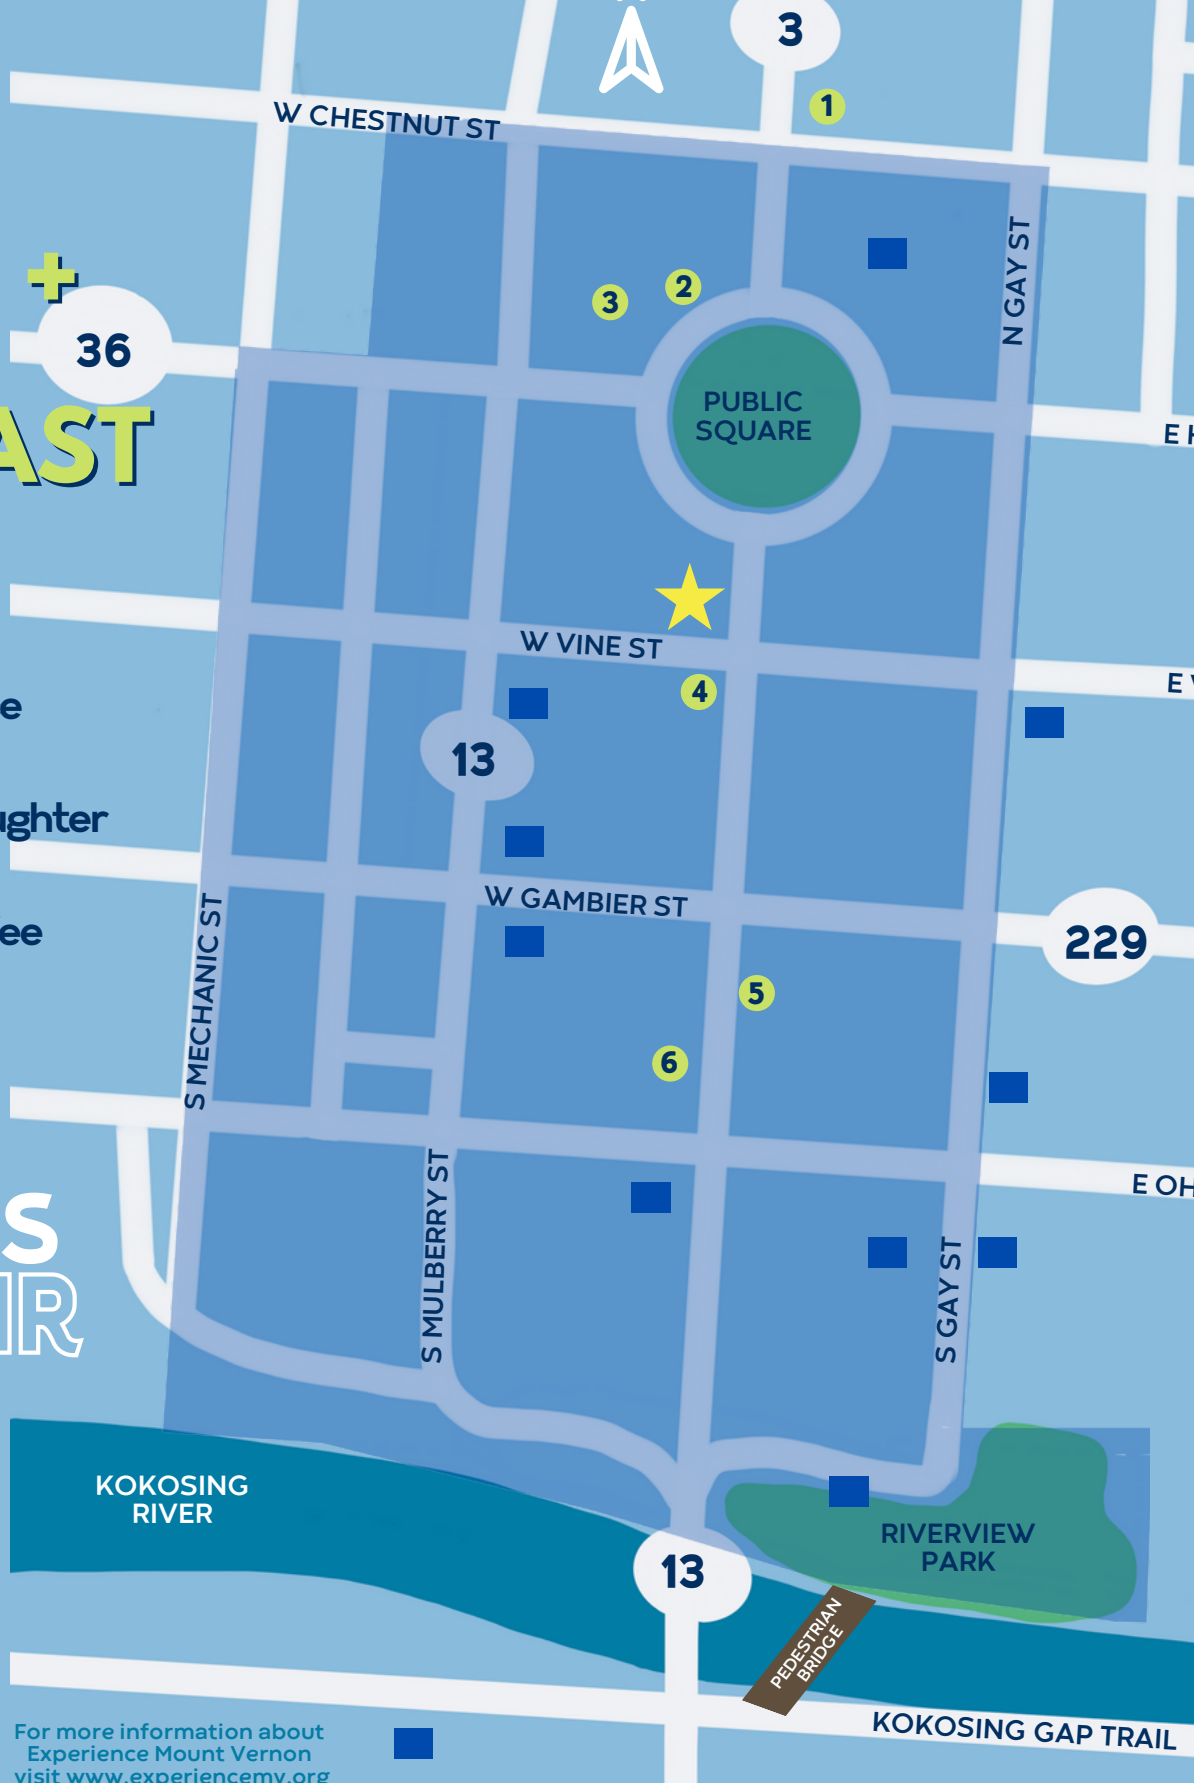 3
1
W CHESTNUT ST
N GAY ST
2
3
36
PUBLIC
SQUARE
E H
AST
W VINE ST
E V
4
e
13
ughter
W GAMBIER ST
229
ee
S MECHANIC ST
5
6
S MULBERRY ST
E OH
S
S GAY ST
IR
KOKOSING
RIVER
RIVERVIEW
PARK
13
PEDESTRIAN
BRIDGE
KOKOSING GAP TRAIL
For more information about
Experience Mount Vernon
visit www.experiencemv.org